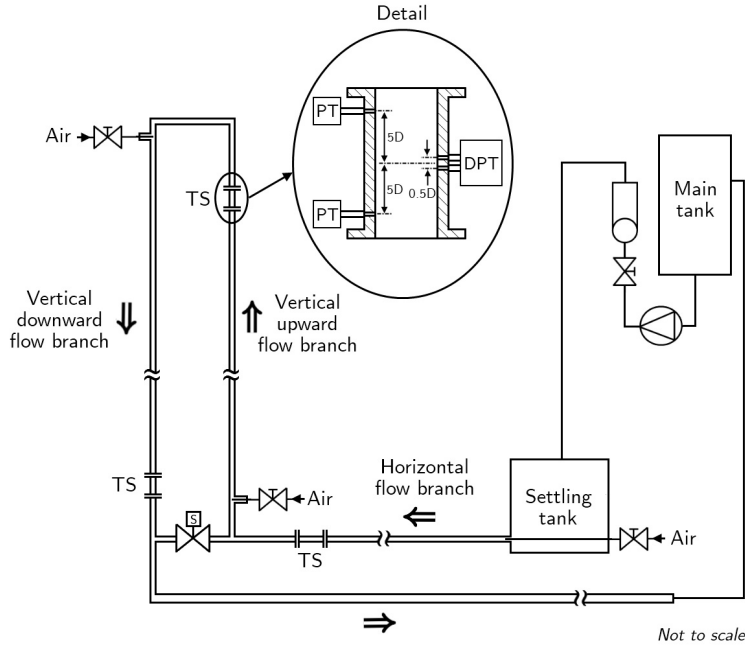 Detail
PT
5D
DPT
5D
0.5D
PT
Air
TS
Main
tank
Vertical
downward
flow branch
Vertical
upward
flow branch
TS
Air
Horizontal
flow branch
Settling
tank
S
TS
Air
Not to scale